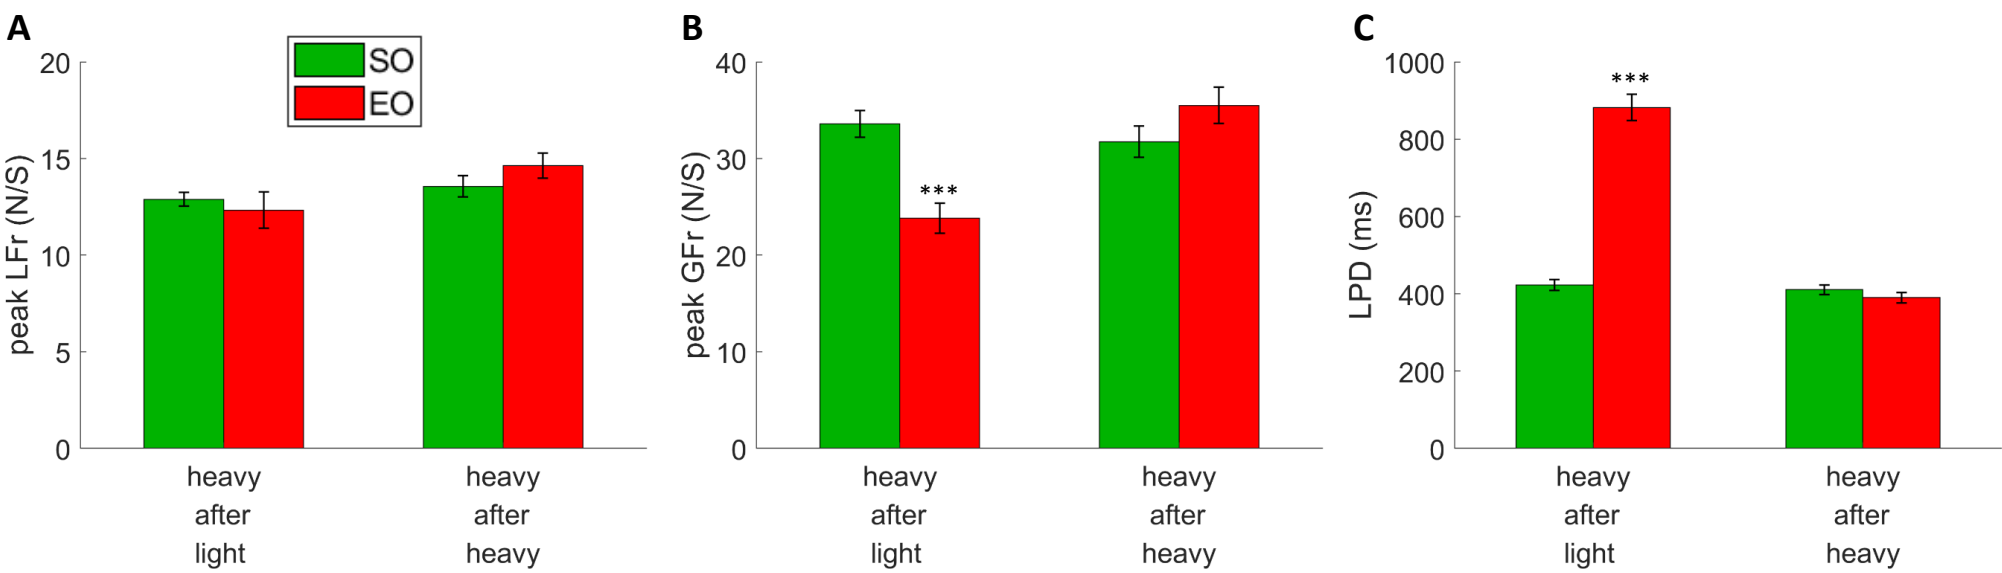 A
SO
EO
20
15
10
5
0
peak LFr (N/S)
heavy
after
light
heavy
after
heavy
B
40
30
20
10
0
peak GFr (N/S)
***
heavy
after
light
heavy
after
heavy
C
1000
800
600
400
200
0
LPD (ms)
***
heavy
after
light
heavy
after
heavy